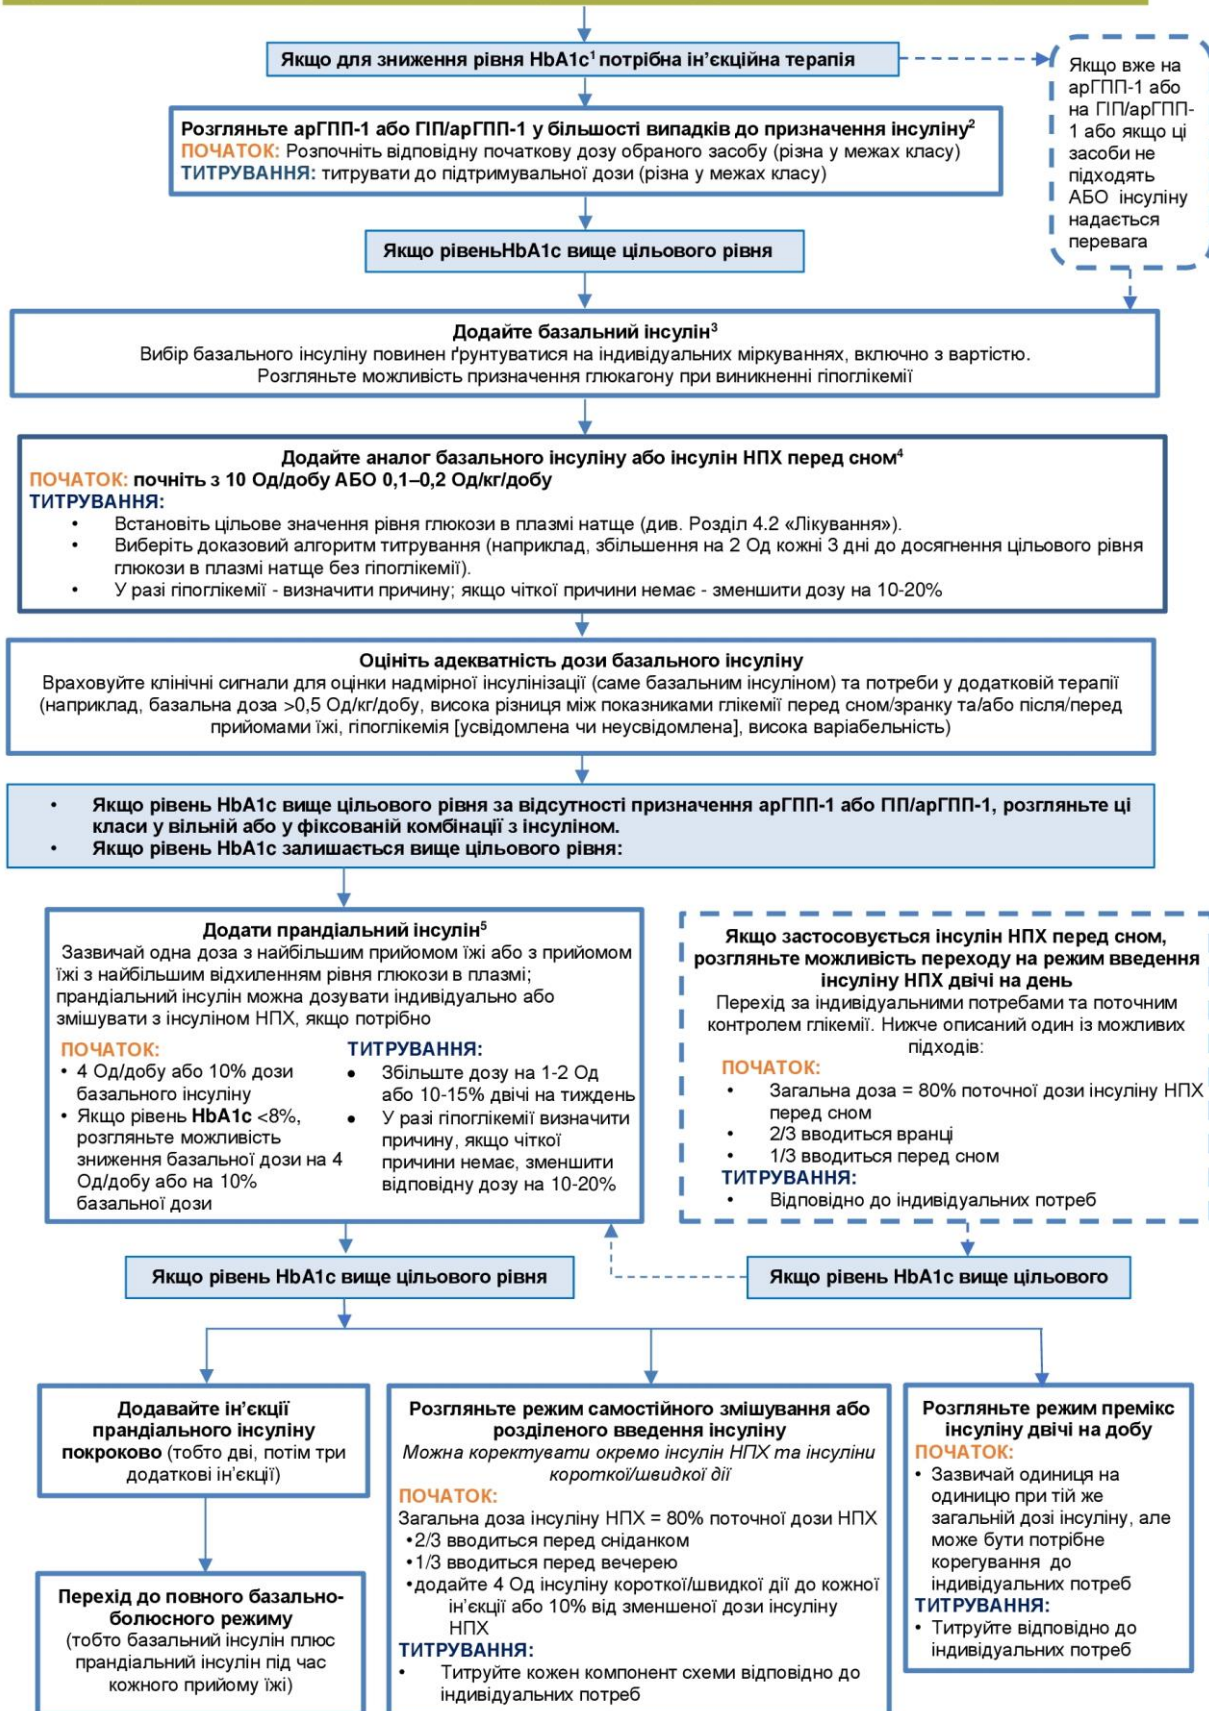 Якщо для зниження рівня HbA1c¹ потрібна ін’єкційна терапія
Якщо вже на
арГПП-1 або
на ГІП/арГПП-
1 або якщо ці
засоби не
підходять
АБО інсуліну
надається
перевага
Розгляньте арГПП-1 або ГІП/арГПП-1 у більшості випадків до призначення інсуліну²
ПОЧАТОК: Розпочніть відповідну початкову дозу обраного засобу (різна у межах класу)
ТИТРУВАННЯ: титрувати до підтримувальної дози (різна у межах класу)
Якщо рівеньHbA1c вище цільового рівня
Додайте базальний інсулін³
Вибір базального інсуліну повинен ґрунтуватися на індивідуальних міркуваннях, включно з вартістю.
Розгляньте можливість призначення глюкагону при виникненні гіпоглікемії
Додайте аналог базального інсуліну або інсулін НПХ перед сном⁴
ПОЧАТОК: почніть з 10 Од/добу АБО 0,1–0,2 Од/кг/добу
ТИТРУВАННЯ:
• Встановіть цільове значення рівня глюкози в плазмі натще (див. Розділ 4.2 «Лікування»).
• Виберіть доказовий алгоритм титрування (наприклад, збільшення на 2 Од кожні 3 дні до досягнення цільового рівня
глюкози в плазмі натще без гіпоглікемії).
• У разі гіпоглікемії - визначити причину; якщо чіткої причини немає - зменшити дозу на 10-20%
Оцініть адекватність дози базального інсуліну
Враховуйте клінічні сигнали для оцінки надмірної інсулінізації (саме базальним інсуліном) та потреби у додатковій терапії
(наприклад, базальна доза >0,5 Од/кг/добу, висока різниця між показниками глікемії перед сном/зранку та/або після/перед
прийомами їжі, гіпоглікемія [усвідомлена чи неусвідомлена], висока варіабельність)
• Якщо рівень HbA1c вище цільового рівня за відсутності призначення арГПП-1 або ГІП/арГПП-1, розгляньте ці
класи у вільній або у фіксованій комбінації з інсуліном.
• Якщо рівень HbA1c залишається вище цільового рівня:
Додати прандіальний інсулін⁵
Зазвичай одна доза з найбільшим прийомом їжі або з прийомом
їжі з найбільшим відхиленням рівня глюкози в плазмі;
прандіальний інсулін можна дозувати індивідуально або
змішувати з інсуліном НПХ, якщо потрібно
ПОЧАТОК:
• 4 Од/добу або 10% дози
базального інсуліну
• Якщо рівень HbA1c <8%,
розгляньте можливість
зниження базальної дози на 4
Од/добу або на 10%
базальної дози
ТИТРУВАННЯ:
• Збільште дозу на 1-2 Од
або 10-15% двічі на тиждень
• У разі гіпоглікемії визначити
причину, якщо чіткої
причини немає, зменшити
відповідну дозу на 10-20%
Якщо застосовується інсулін НПХ перед сном,
розгляньте можливість переходу на режим введення
інсуліну НПХ двічі на день
Перехід за індивідуальними потребами та поточним
контролем глікемії. Нижче описаний один із можливих
підходів:
ПОЧАТОК:
• Загальна доза = 80% поточної дози інсуліну НПХ
перед сном
• 2/3 вводиться вранці
• 1/3 вводиться перед сном
ТИТРУВАННЯ:
• Відповідно до індивідуальних потреб
Якщо рівень HbA1c вище цільового рівня
Якщо рівень HbA1c вище цільового
Додавайте ін’єкції
прандіального інсуліну
покроково (тобто дві, потім три
додаткові ін’єкції)
Перехід до повного базально-
болюсного режиму
(тобто базальний інсулін плюс
прандіальний інсулін під час
кожного прийому їжі)
Розгляньте режим самостійного змішування або
розділеного введення інсуліну
Можна коректувати окремо інсулін НПХ та інсуліни
короткої/швидкої дії
ПОЧАТОК:
Загальна доза інсуліну НПХ = 80% поточної дози НПХ
•2/3 вводиться перед сніданком
•1/3 вводиться перед вечерею
•додайте 4 Од інсуліну короткої/швидкої дії до кожної
ін’єкції або 10% від зменшеної дози інсуліну
НПХ
ТИТРУВАННЯ:
• Титруйте кожен компонент схеми відповідно до
індивідуальних потреб
Розгляньте режим премікс
інсуліну двічі на добу
ПОЧАТОК:
• Зазвичай одиниця на
одиницю при тій же
загальній дозі інсуліну, але
може бути потрібне
корегування до
індивідуальних потреб
ТИТРУВАННЯ:
• Титруйте відповідно до
індивідуальних потреб